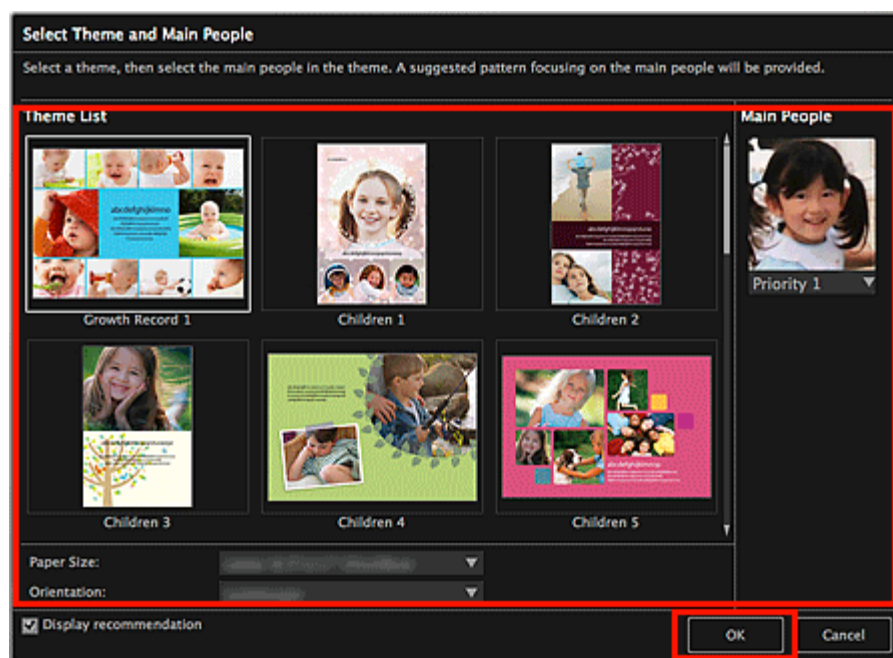 Select Theme and Main People
Select a theme, then select the main people in the theme. A suggested pattern focusing on the main people will be provided.
Theme List
Main People
abcdefghijklmno
Priority 1
Growth Record 1
Children 1
Children 2
Children 3
Children 4
Children 5
Paper Size:
Orientation:
Display recommendation
OK
Cancel